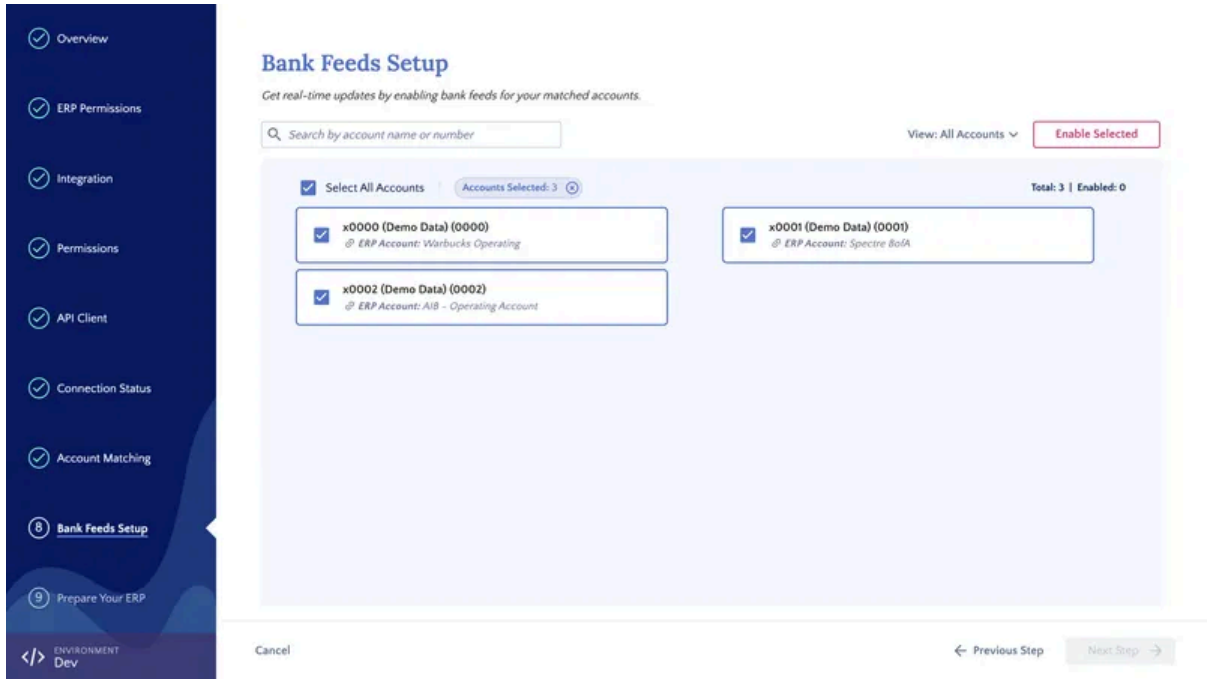 Overview
ERP Permissions
Integration
Permissions
API Client
Connection Status
Account Matching
8 Bank Feeds Setup
9 Prepare Your ERP
</> ENVIRONMENT
Dev
Bank Feeds Setup
Get real-time updates by enabling bank feeds for your matched accounts.
Search by account name or number
View: All Accounts
Enable Selected
Select All Accounts
Accounts Selected: 3
Total: 3 | Enabled: 0
x0000 (Demo Data) (0000)
ERP Account: Warbucks Operating
x0001 (Demo Data) (0001)
ERP Account: Spectre BofA
x0002 (Demo Data) (0002)
ERP Account: AIB - Operating Account
Cancel
Previous Step
Next Step